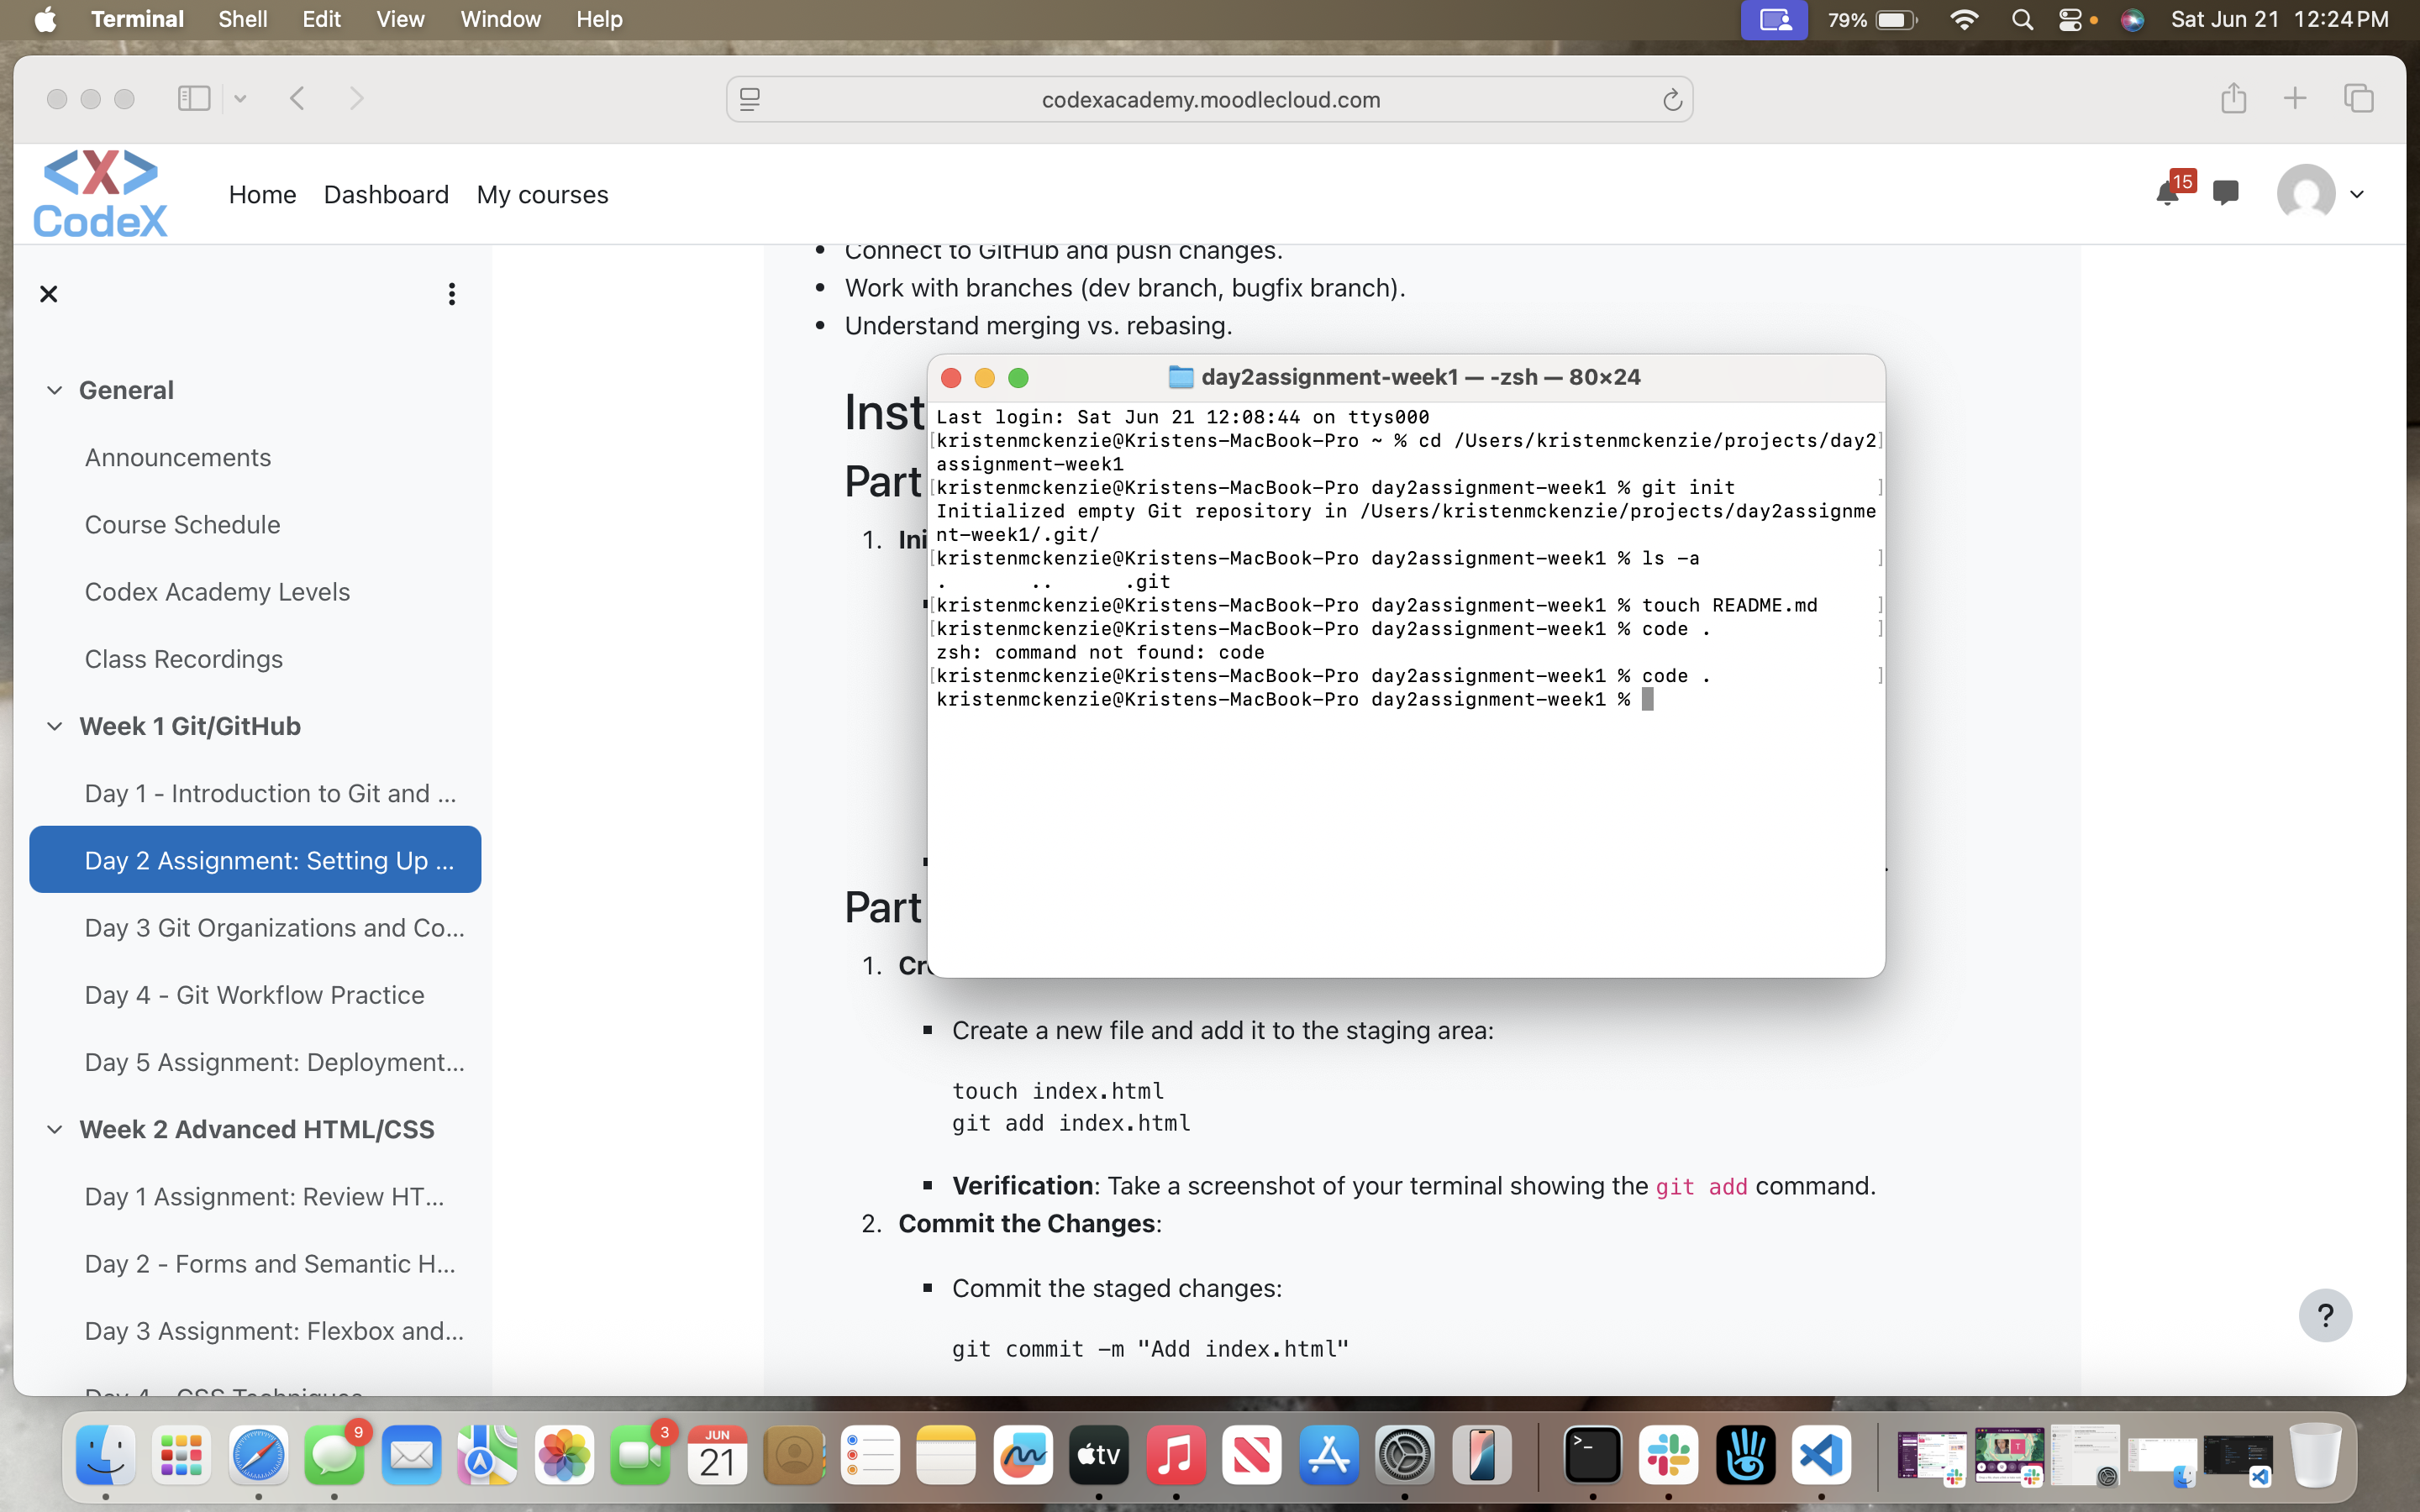 Terminal Shell Edit View Window Help 79% Sat Jun 21 12:24 PM
codexacademy.moodlecloud.com
<X>
CodeX
Home Dashboard My courses 15
General
Announcements
Course Schedule
Codex Academy Levels
Class Recordings
Week 1 Git/GitHub
Day 1 - Introduction to Git and ...
Day 2 Assignment: Setting Up ...
Day 3 Git Organizations and Co...
Day 4 - Git Workflow Practice
Day 5 Assignment: Deployment...
Week 2 Advanced HTML/CSS
Day 1 Assignment: Review HT...
Day 2 - Forms and Semantic H...
Day 3 Assignment: Flexbox and...
Day 4 - CSS Techniques
• Connect to GitHub and push changes.
• Work with branches (dev branch, bugfix branch).
• Understand merging vs. rebasing.
Inst
Part
1. Ini
Part
1. Cr
▪ Create a new file and add it to the staging area:
touch index.html
git add index.html
▪ Verification: Take a screenshot of your terminal showing the git add command.
2. Commit the Changes:
▪ Commit the staged changes:
git commit -m "Add index.html"
day2assignment-week1 — -zsh — 80×24
Last login: Sat Jun 21 12:08:44 on ttys000
[kristenmckenzie@Kristens-MacBook-Pro ~ % cd /Users/kristenmckenzie/projects/day2]
assignment-week1
[kristenmckenzie@Kristens-MacBook-Pro day2assignment-week1 % git init ]
Initialized empty Git repository in /Users/kristenmckenzie/projects/day2assignme
nt-week1/.git/
[kristenmckenzie@Kristens-MacBook-Pro day2assignment-week1 % ls -a ]
. .. .git
[kristenmckenzie@Kristens-MacBook-Pro day2assignment-week1 % touch README.md ]
[kristenmckenzie@Kristens-MacBook-Pro day2assignment-week1 % code . ]
zsh: command not found: code
[kristenmckenzie@Kristens-MacBook-Pro day2assignment-week1 % code . ]
kristenmckenzie@Kristens-MacBook-Pro day2assignment-week1 %
?
9 3 JUN
21 tv >_